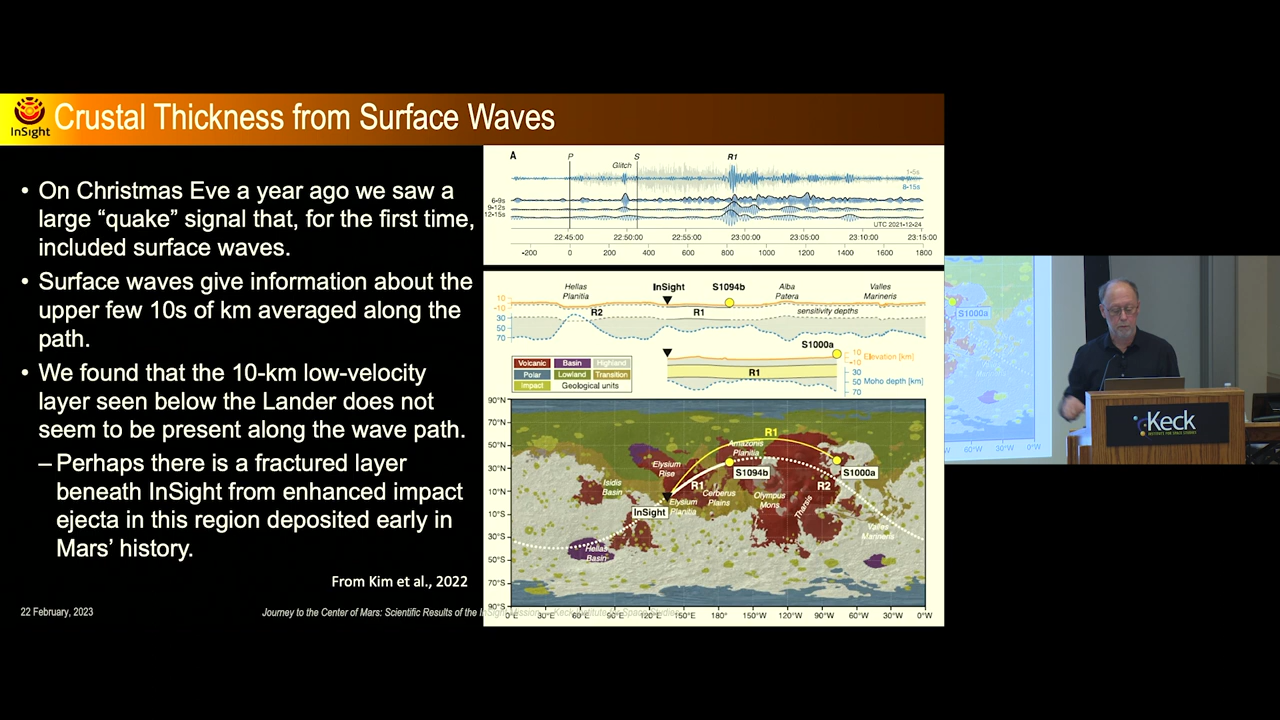 InSight
Crustal Thickness from Surface Waves
• On Christmas Eve a year ago we saw a
large “quake” signal that, for the first time,
included surface waves.
• Surface waves give information about the
upper few 10s of km averaged along the
path.
• We found that the 10-km low-velocity
layer seen below the Lander does not
seem to be present along the wave path.
– Perhaps there is a fractured layer
beneath InSight from enhanced impact
ejecta in this region deposited early in
Mars’ history.
From Kim et al., 2022
22 February, 2023
Journey to the Center of Mars: Scientific Results of the
A
P
Glitch
S
R1
1-5s
8-15s
6-9s
9-12s
12-15s
UTC 2021-12-24
22:45:00 22:50:00 22:55:00 23:00:00 23:05:00 23:10:00 23:15:00
-200 0 200 400 600 800 1000 1200 1400 1600 1800
Hellas
Planitia
InSight
S1094b
Alba
Patera
Valles
Marineris
10
-10
30
50
70
R2
R1
sensitivity depths
S1000a
R1
10
-10
Elevation [km]
30
50
Moho depth [km]
70
Volcanic Basin Highland
Polar Lowland Transition
Impact Geological units
90°N
70°N
50°N
30°N
10°N
10°S
30°S
50°S
70°S
90°S
R1
Amazonis
Planitia
Elysium
Rise
S1094b
S1000a
Isidis
Basin
R1
Cerberus
Plains
Olympus
Mons
R2
Tharsis
InSight
Elysium
Planitia
Valles
Marineris
Hellas
Basin
0°E 30°E 60°E 90°E 120°E 150°E 180° 150°W 120°W 90°W 60°W 30°W 0°W
S1000a
60°W 30°W 0°W
Keck
INSTITUTE FOR SPACE STUDIES